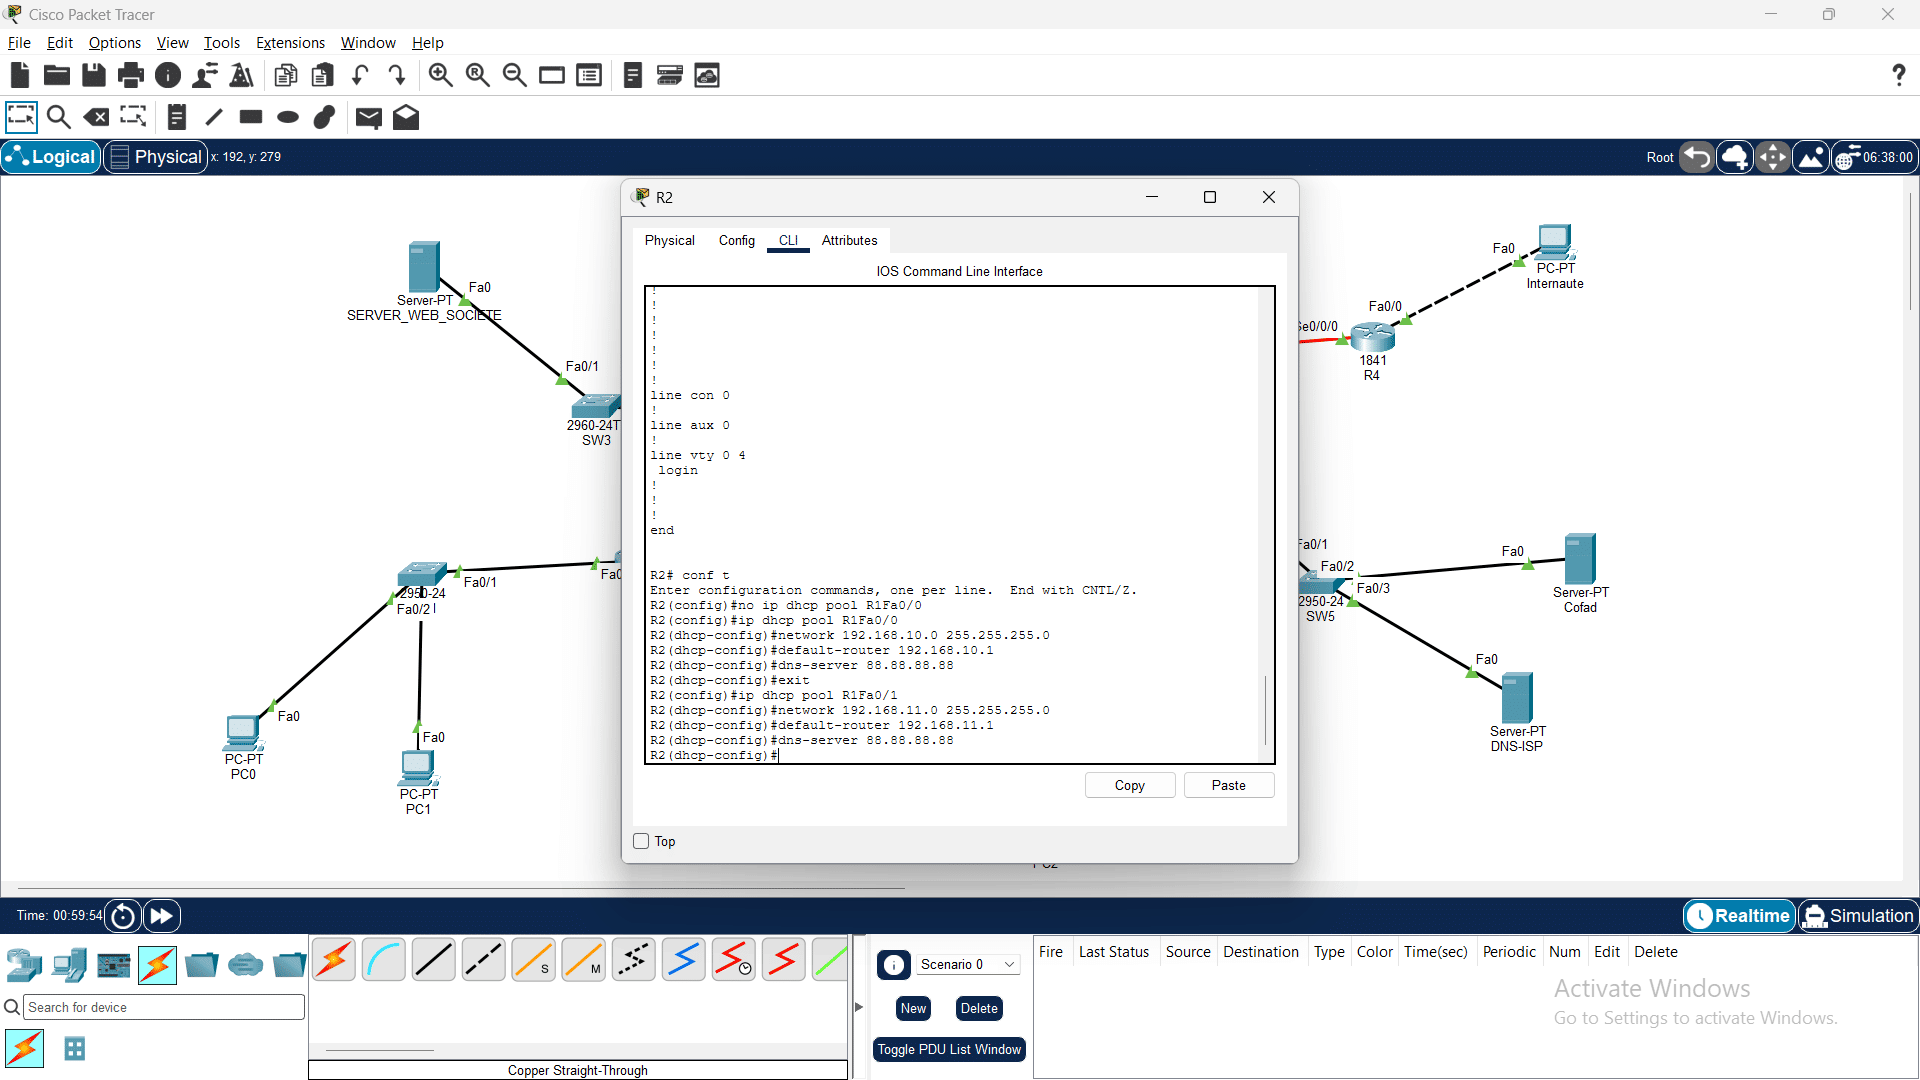 Cisco Packet Tracer
File Edit Options View Tools Extensions Window Help
Logical Physical x: 192, y: 279
Root 06:38:00
R2
Physical Config CLI Attributes
IOS Command Line Interface
!
!
!
!
!
!
!
line con 0
!
line aux 0
!
line vty 0 4
login
!
!
!
end
R2# conf t
Enter configuration commands, one per line. End with CNTL/Z.
R2(config)#no ip dhcp pool R1Fa0/0
R2(config)#ip dhcp pool R1Fa0/0
R2(dhcp-config)#network 192.168.10.0 255.255.255.0
R2(dhcp-config)#default-router 192.168.10.1
R2(dhcp-config)#dns-server 88.88.88.88
R2(dhcp-config)#exit
R2(config)#ip dhcp pool R1Fa0/1
R2(dhcp-config)#network 192.168.11.0 255.255.255.0
R2(dhcp-config)#default-router 192.168.11.1
R2(dhcp-config)#dns-server 88.88.88.88
R2(dhcp-config)#
Copy Paste
Top
Fa0
Server-PT
SERVER_WEB_SOCIETE
Fa0/1
2960-24T
SW3
Fa0/1
2950-24
Fa0/2
Fa0
PC-PT
PC0
Fa0
PC-PT
PC1
Fa0
PC-PT
Internaute
Fa0/0
Se0/0/0
1841
R4
Fa0/1
Fa0/2
Fa0/3
2950-24
SW5
Fa0
Server-PT
Cofad
Fa0
Server-PT
DNS-ISP
Time: 00:59:54
Realtime Simulation
Search for device
S
M
Copper Straight-Through
Scenario 0
New Delete
Toggle PDU List Window
Fire Last Status Source Destination Type Color Time(sec) Periodic Num Edit Delete
Activate Windows
Go to Settings to activate Windows.